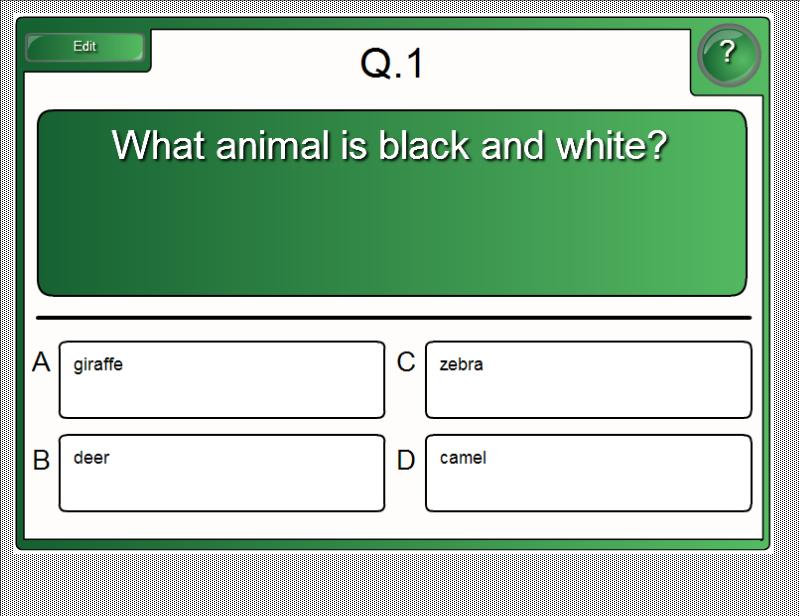 Edit
Q.1
?
What animal is black and white?
A giraffe
C zebra
B deer
D camel